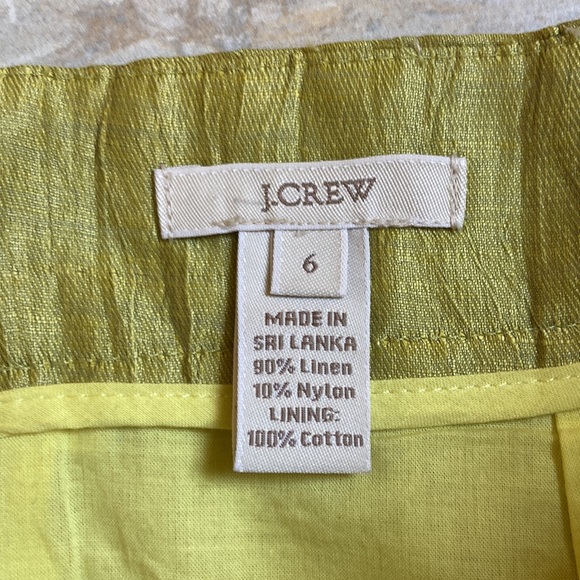 J.CREW
6
MADE IN
SRI LANKA
90% Linen
10% Nylon
LINING:
100% Cotton